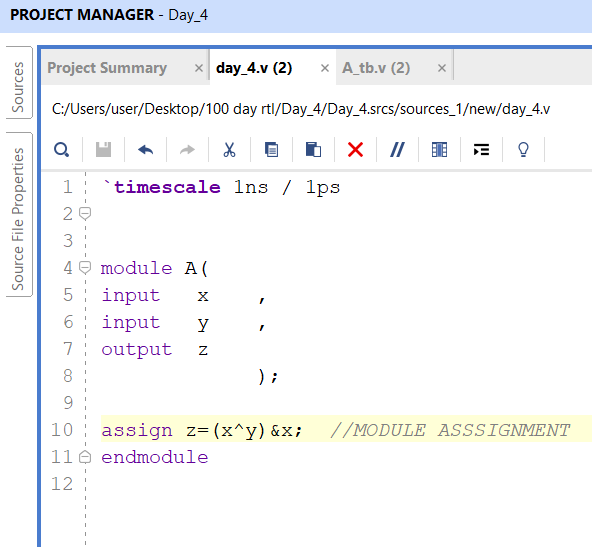 PROJECT MANAGER - Day_4
Sources
Source File Properties
Project Summary × day_4.v (2) × A_tb.v (2) ×
C:/Users/user/Desktop/100 day rtl/Day_4/Day_4.srcs/sources_1/new/day_4.v
1 `timescale 1ns / 1ps
2
3
4 module A(
5 input x ,
6 input y ,
7 output z
8 );
9
10 assign z=(x^y)&x; //MODULE ASSSIGNMENT
11 endmodule
12